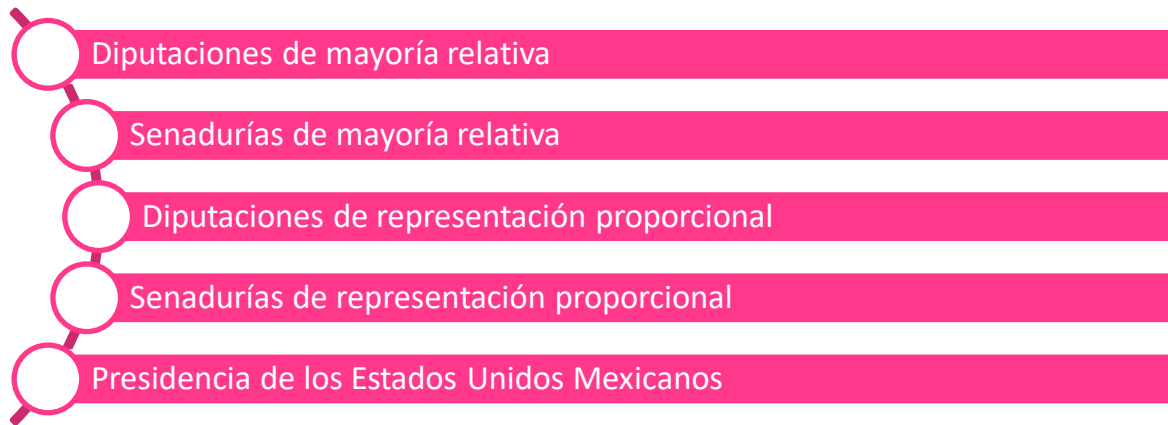 Diputaciones de mayoría relativa
Senadurías de mayoría relativa
Diputaciones de representación proporcional
Senadurías de representación proporcional
Presidencia de los Estados Unidos Mexicanos